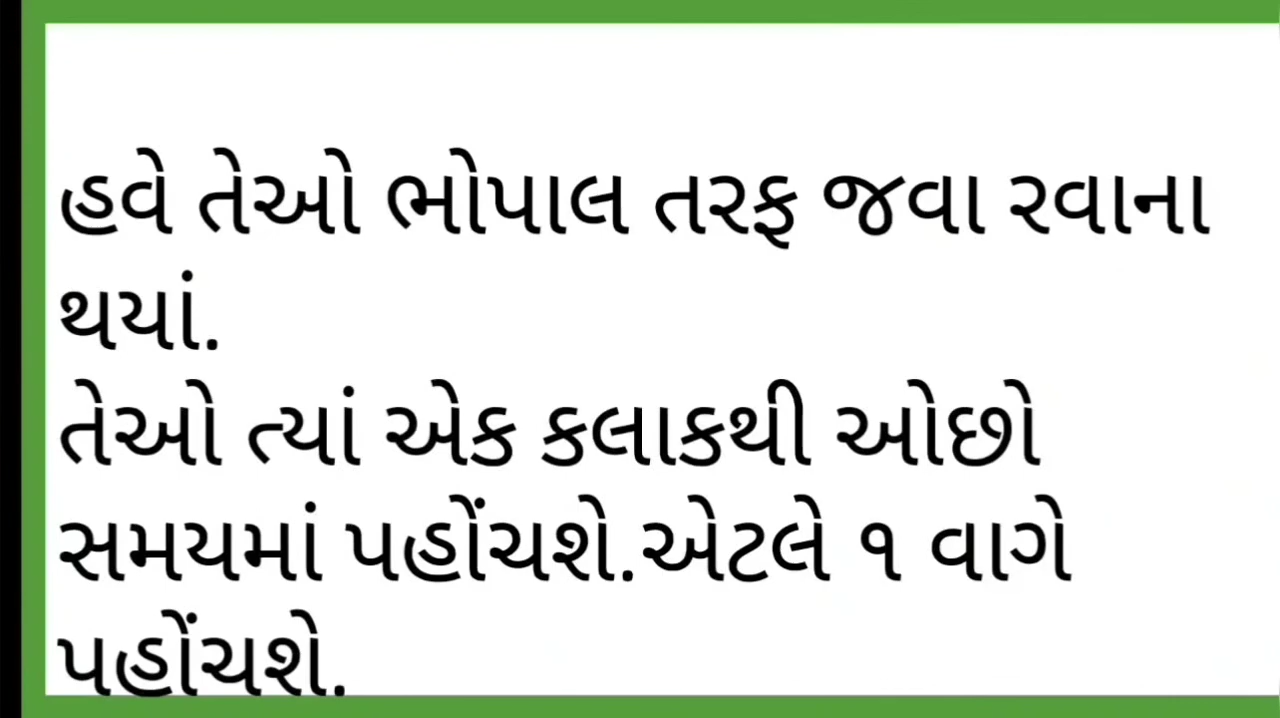 હવે તેઓ ભોપાલ તરફ જવા રવાના
થયાં.
તેઓ ત્યાં એક કલાકથી ઓછો
સમયમાં પહોંચશે.એટલે ૧ વાગે
પહોંચશે.